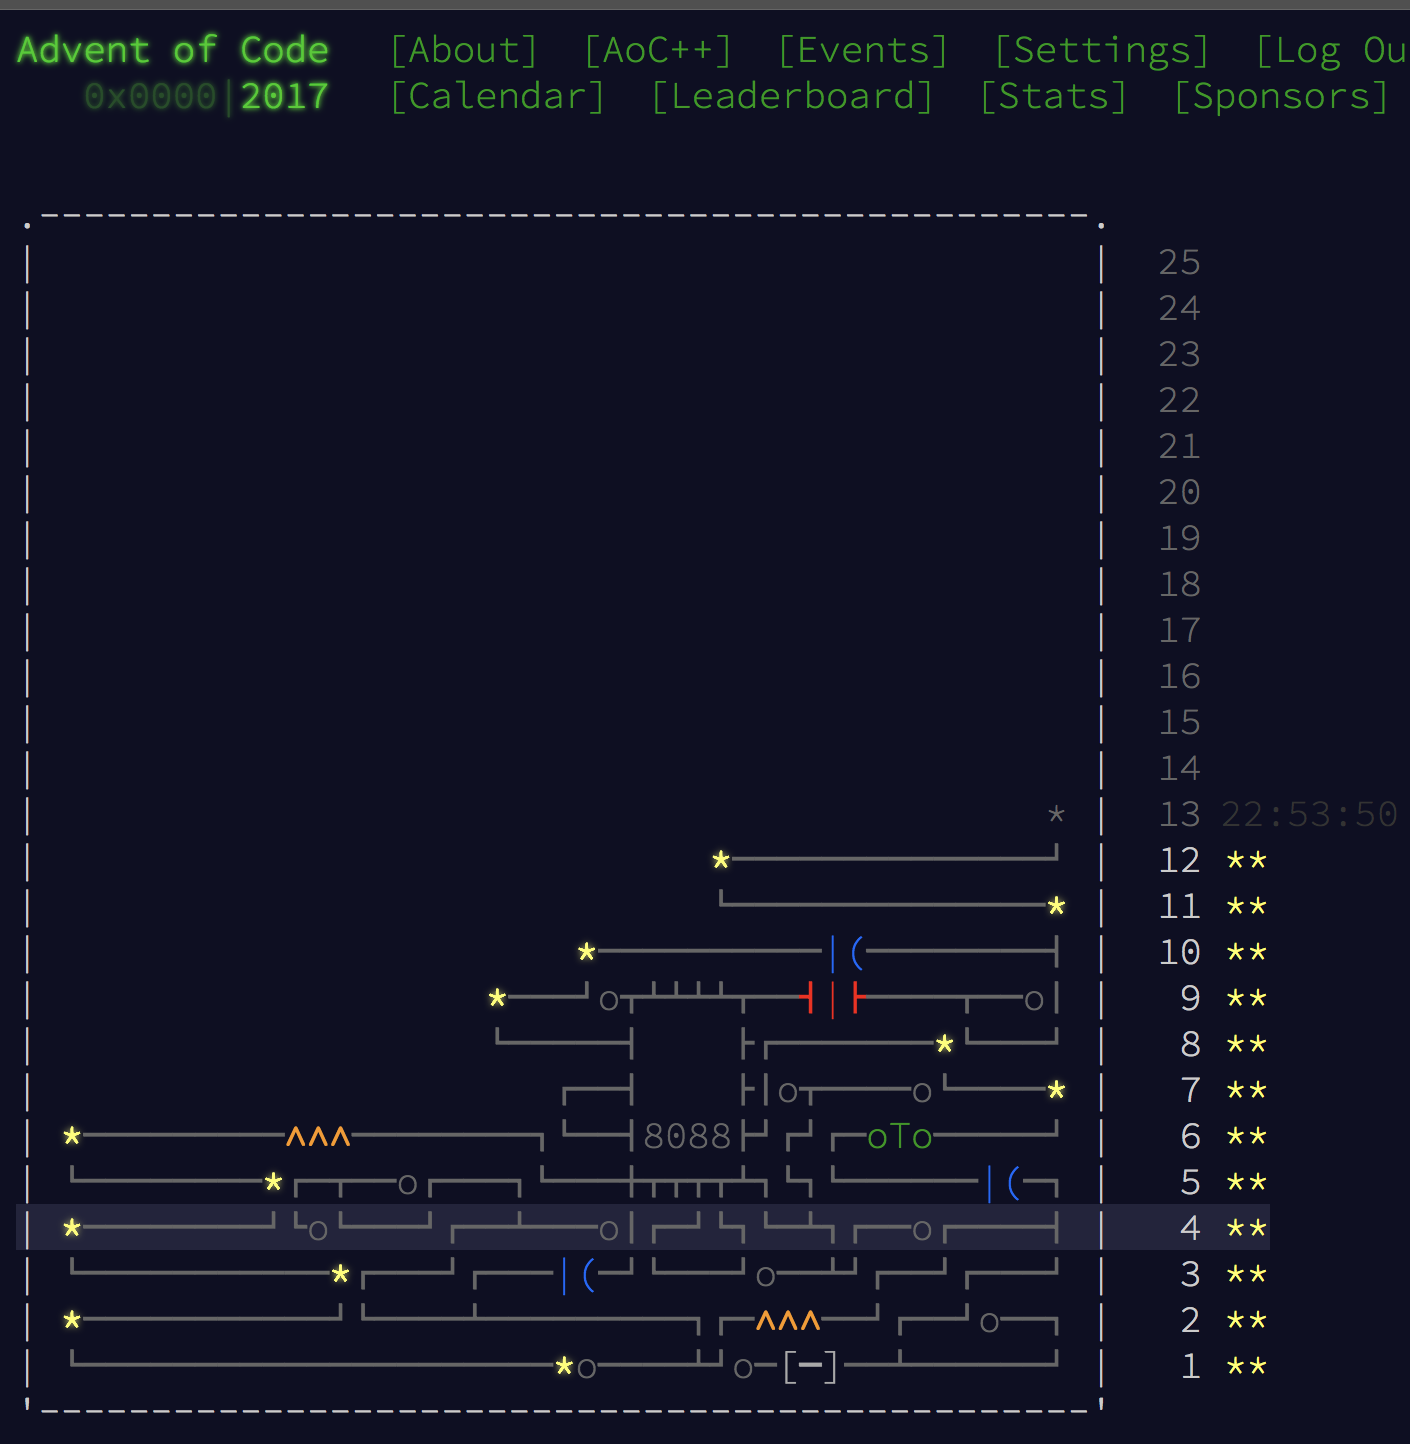 Advent of Code [About] [AoC++] [Events] [Settings] [Log Ou
0x0000|2017 [Calendar] [Leaderboard] [Stats] [Sponsors]
25
24
23
22
21
20
19
18
17
16
15
14
* 13 22:53:50
* 12 **
* 11 **
* |( 10 **
* o ┤|├ o 9 **
* 8 **
o o * 7 **
* ^^^ 8088 oTo 6 **
* o |( 5 **
* o o o 4 **
* |( o 3 **
* ^^^ o 2 **
*o o [─] 1 **